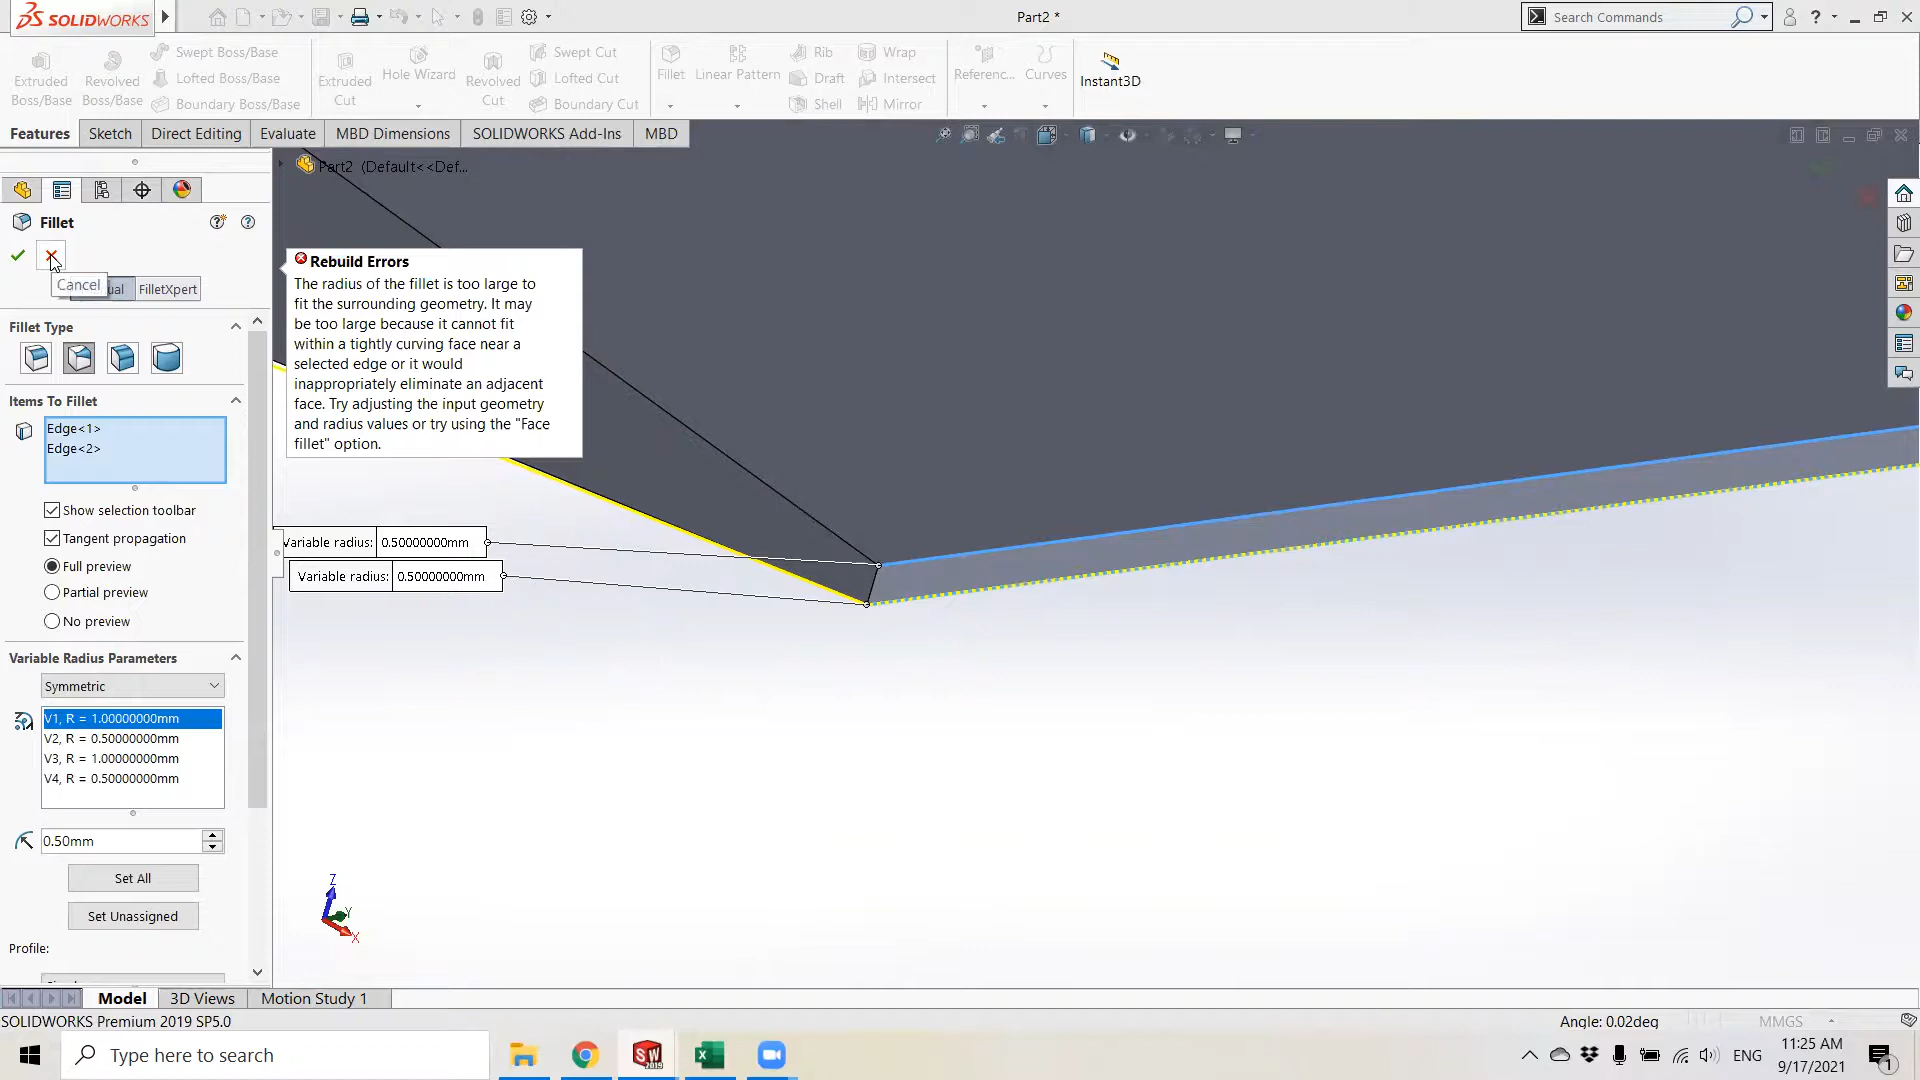 SOLIDWORKS
Part2 *
Search Commands
Extruded Boss/Base
Revolved Boss/Base
Swept Boss/Base
Lofted Boss/Base
Boundary Boss/Base
Extruded Cut
Hole Wizard
Revolved Cut
Swept Cut
Lofted Cut
Boundary Cut
Fillet
Linear Pattern
Rib
Draft
Shell
Wrap
Intersect
Mirror
Referenc...
Curves
Instant3D
Features
Sketch
Direct Editing
Evaluate
MBD Dimensions
SOLIDWORKS Add-Ins
MBD
Part2 (Default<<Def...
Fillet
Cancel
ual
FilletXpert
Rebuild Errors
The radius of the fillet is too large to
fit the surrounding geometry. It may
be too large because it cannot fit
within a tightly curving face near a
selected edge or it would
inappropriately eliminate an adjacent
face. Try adjusting the input geometry
and radius values or try using the "Face
fillet" option.
Fillet Type
Items To Fillet
Edge<1>
Edge<2>
Show selection toolbar
Tangent propagation
Full preview
Partial preview
No preview
Variable radius: 0.50000000mm
Variable radius: 0.50000000mm
Variable Radius Parameters
Symmetric
V1, R = 1.00000000mm
V2, R = 0.50000000mm
V3, R = 1.00000000mm
V4, R = 0.50000000mm
0.50mm
Set All
Set Unassigned
Profile:
Z
Y
X
Model
3D Views
Motion Study 1
SOLIDWORKS Premium 2019 SP5.0
Angle: 0.02deg
MMGS
Type here to search
SW
2019
ENG
11:25 AM
9/17/2021
1